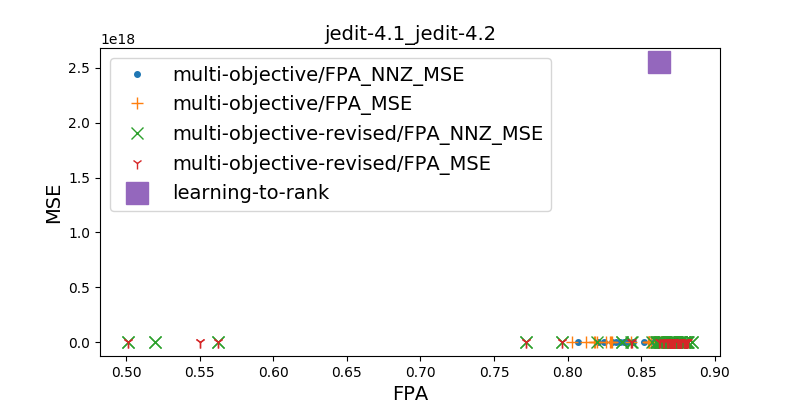 jedit-4.1_jedit-4.2
1e18
2.5
2.0
1.5
1.0
0.5
0.0
MSE
multi-objective/FPA_NNZ_MSE
multi-objective/FPA_MSE
multi-objective-revised/FPA_NNZ_MSE
multi-objective-revised/FPA_MSE
learning-to-rank
0.50 0.55 0.60 0.65 0.70 0.75 0.80 0.85 0.90
FPA